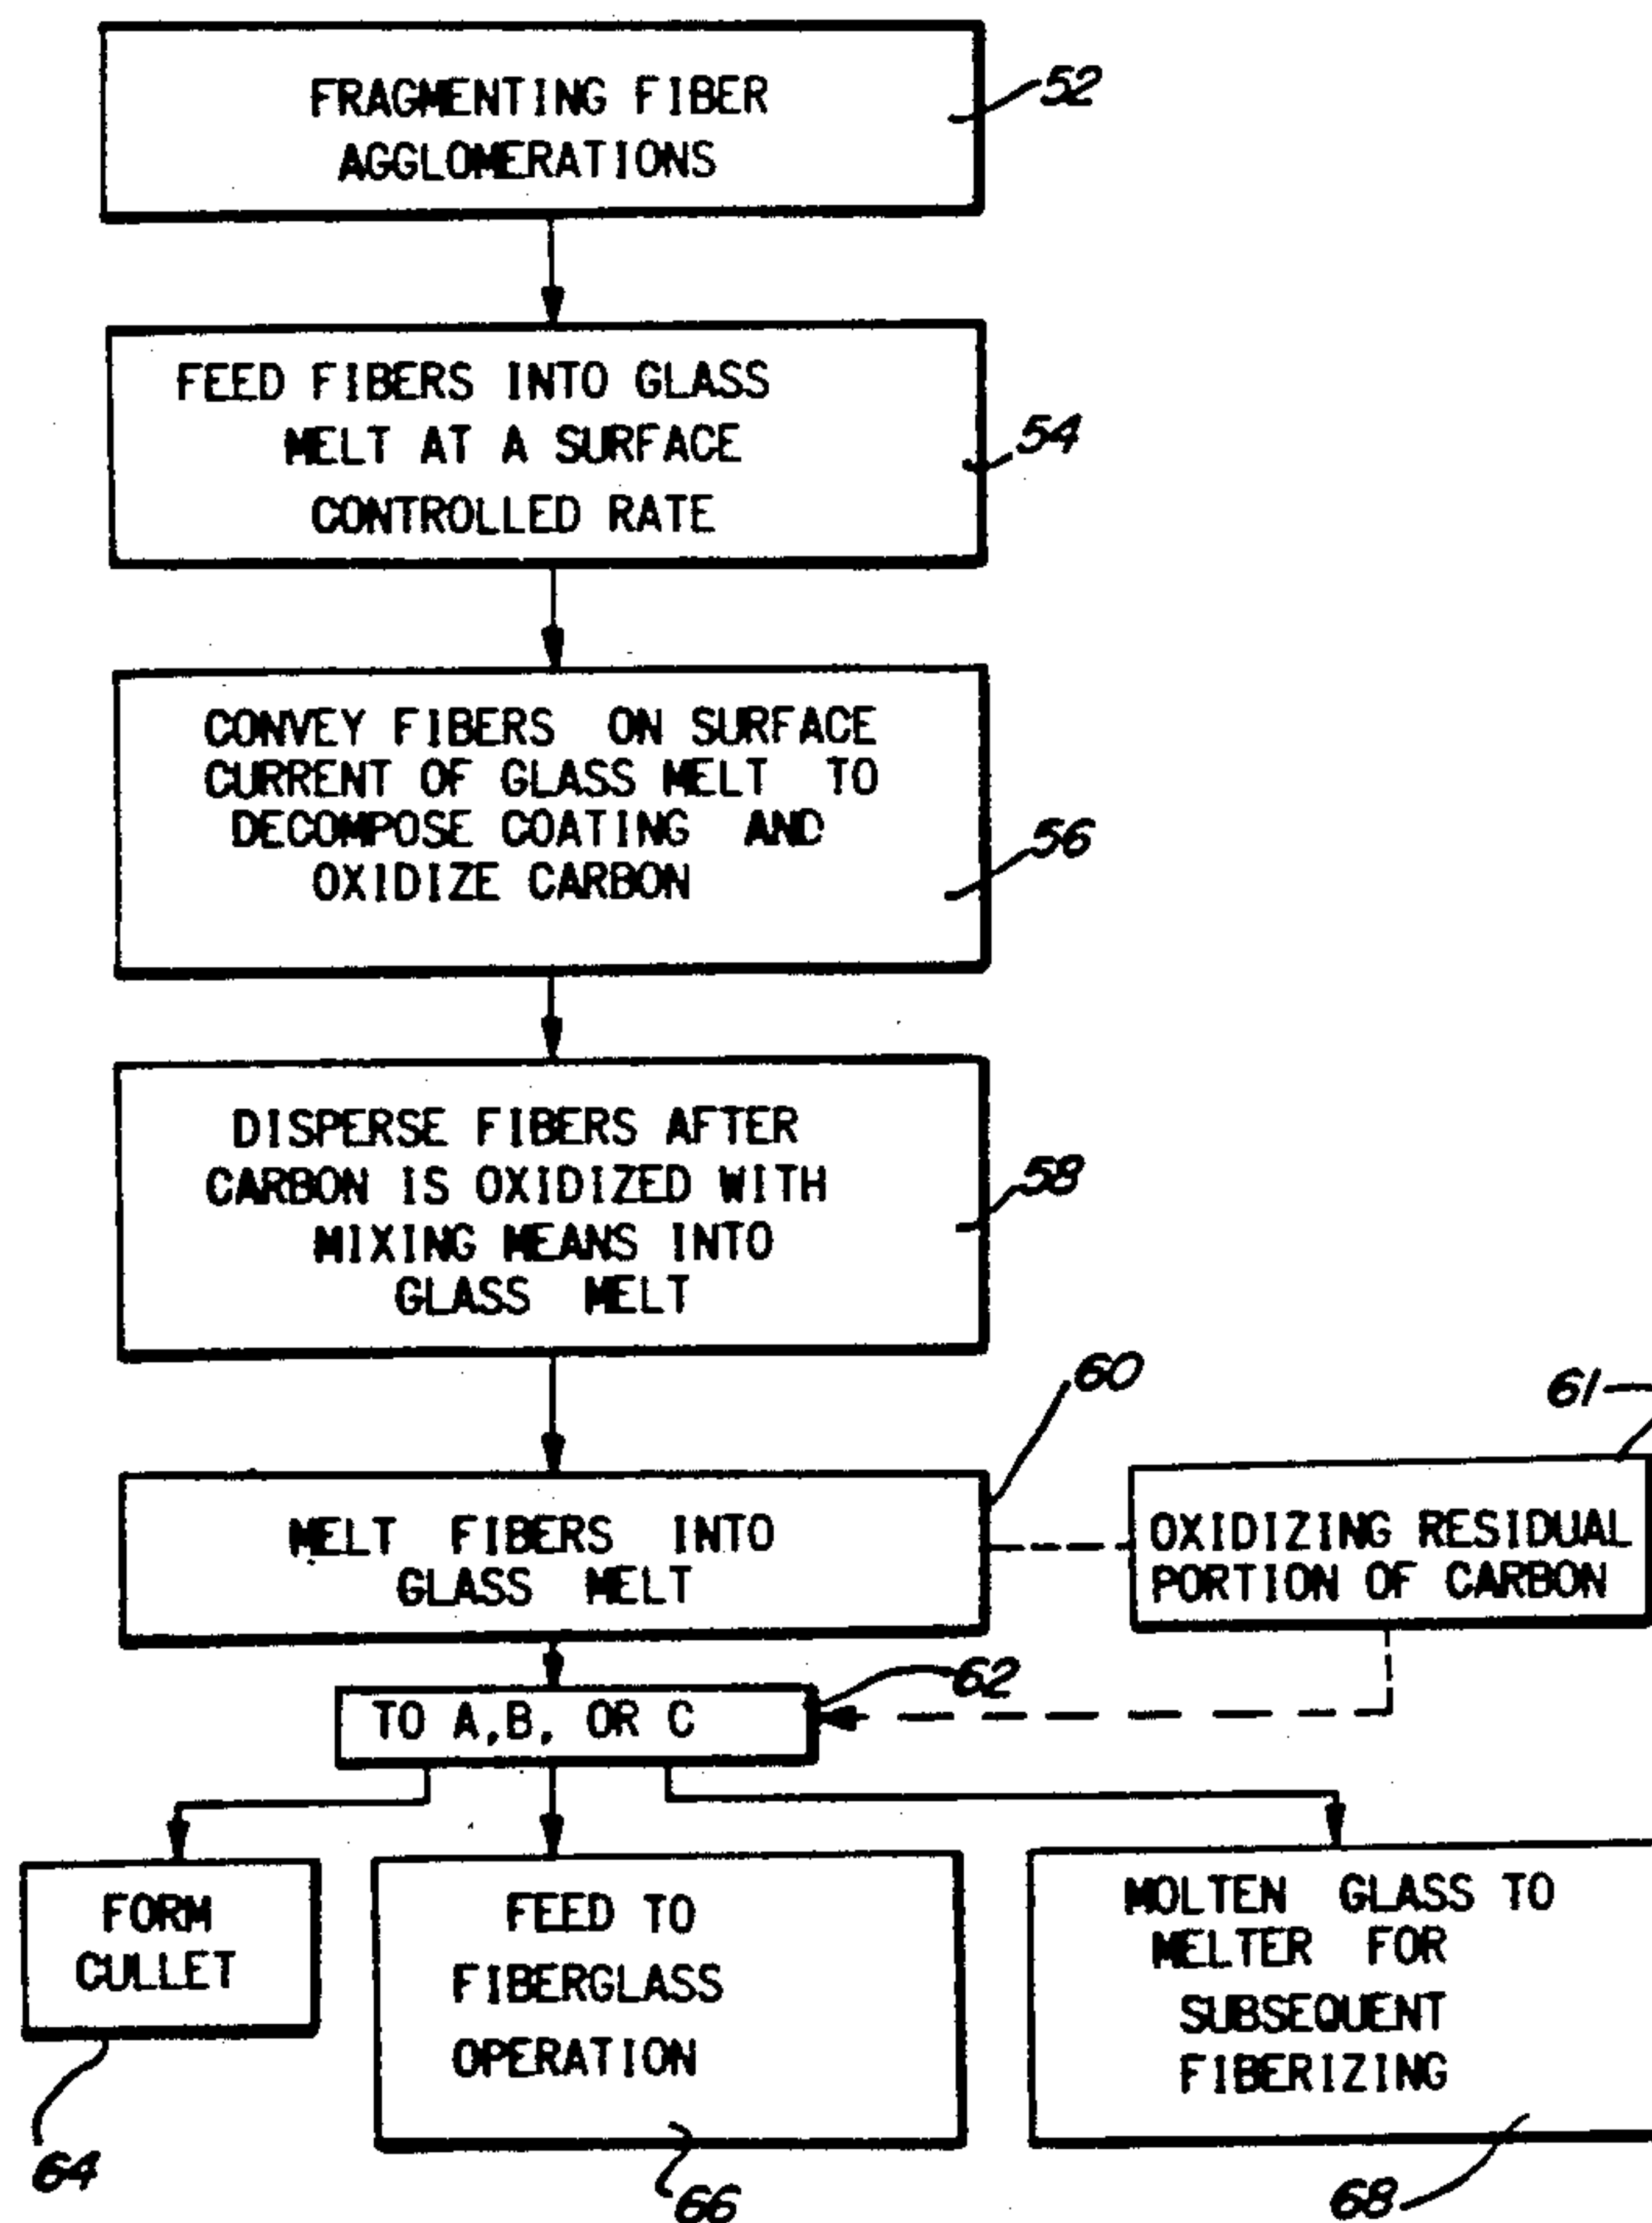 FRAGMENTING FIBER
AGGLOMERATIONS
52
FEED FIBERS INTO GLASS
MELT AT A SURFACE
CONTROLLED RATE
54
CONVEY FIBERS ON SURFACE
CURRENT OF GLASS MELT TO
DECOMPOSE COATING AND
OXIDIZE CARBON
56
DISPERSE FIBERS AFTER
CARBON IS OXIDIZED WITH
MIXING MEANS INTO
GLASS MELT
58
MELT FIBERS INTO
GLASS MELT
60
OXIDIZING RESIDUAL
PORTION OF CARBON
61
TO A,B, OR C
62
FORM
CULLET
64
FEED TO
FIBERGLASS
OPERATION
66
MOLTEN GLASS TO
MELTER FOR
SUBSEQUENT
FIBERIZING
68